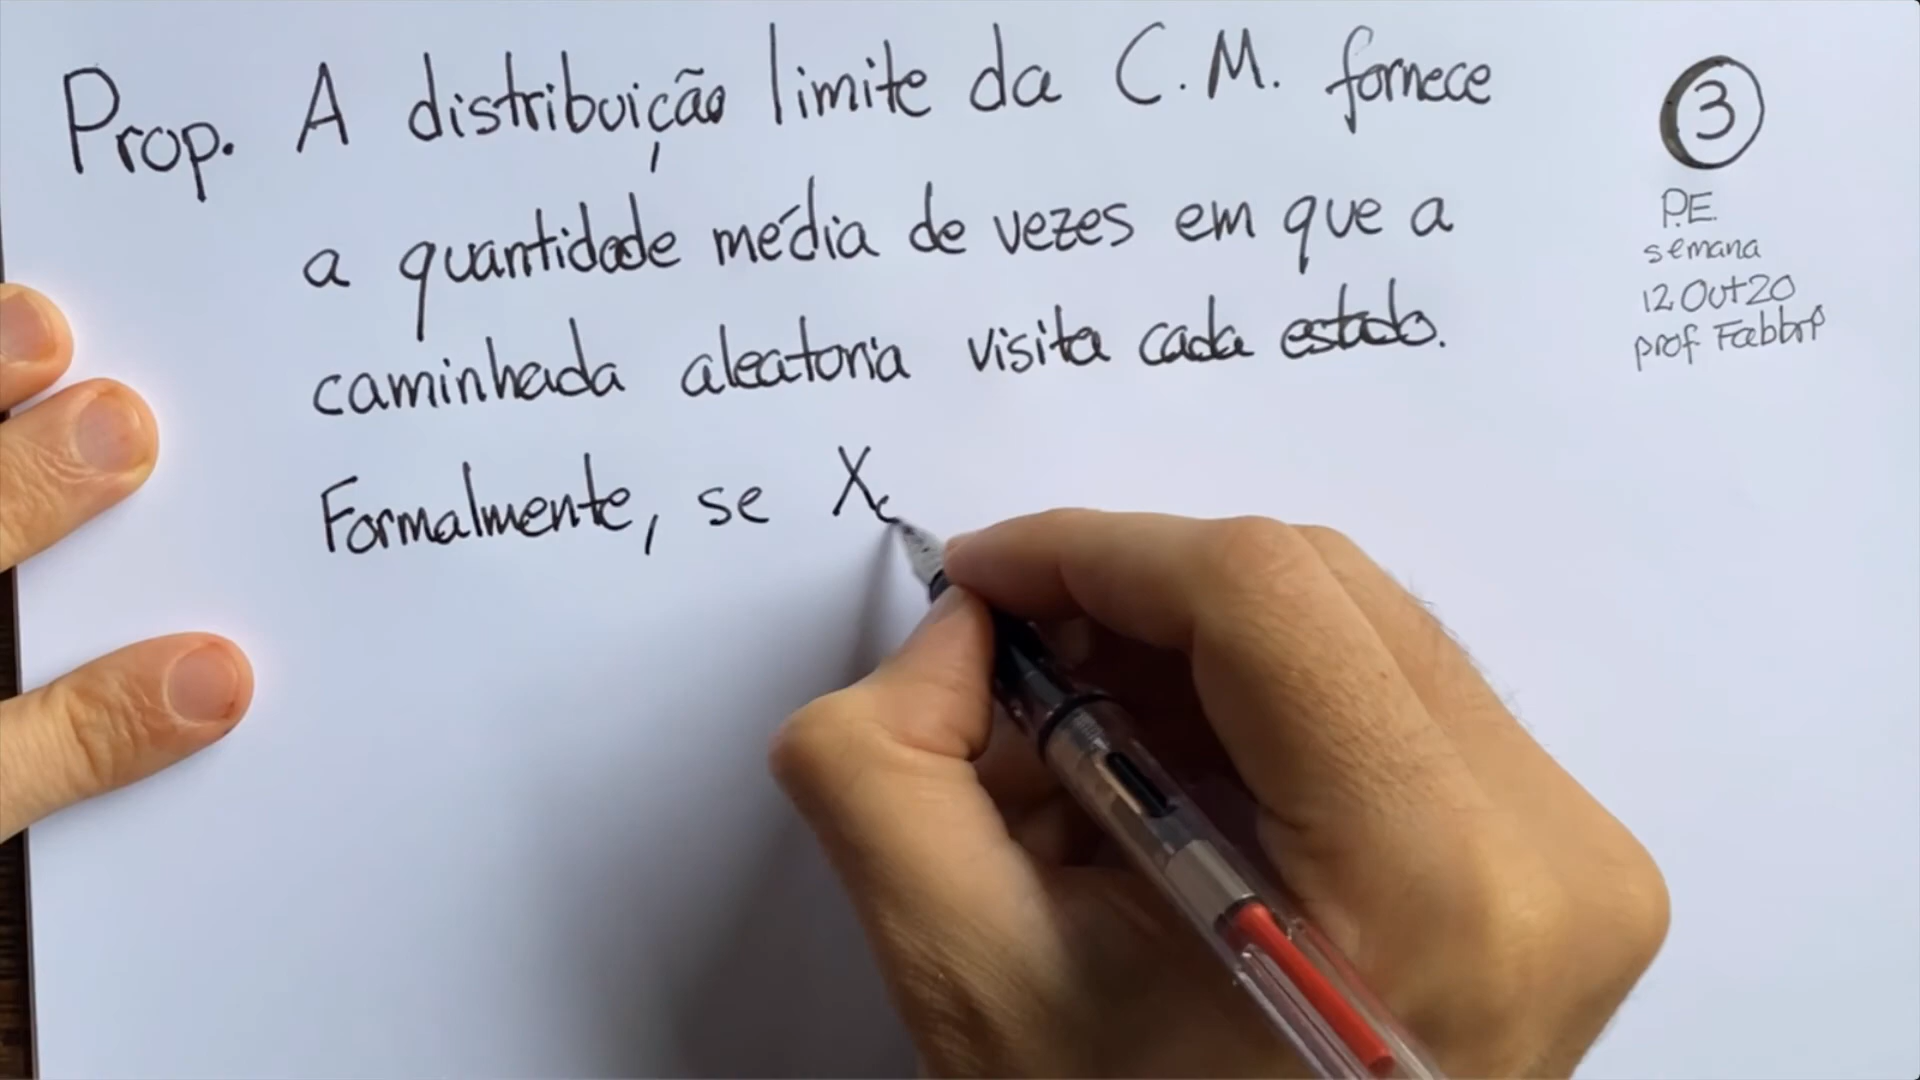 Prop. A distribuição limite da C.M. fornece
a quantidade média de vezes em que a
caminhada aleatoria visita cada estado.
Formalmente, se X
3
P.E.
semana
12 Out 20
prof Fabbri